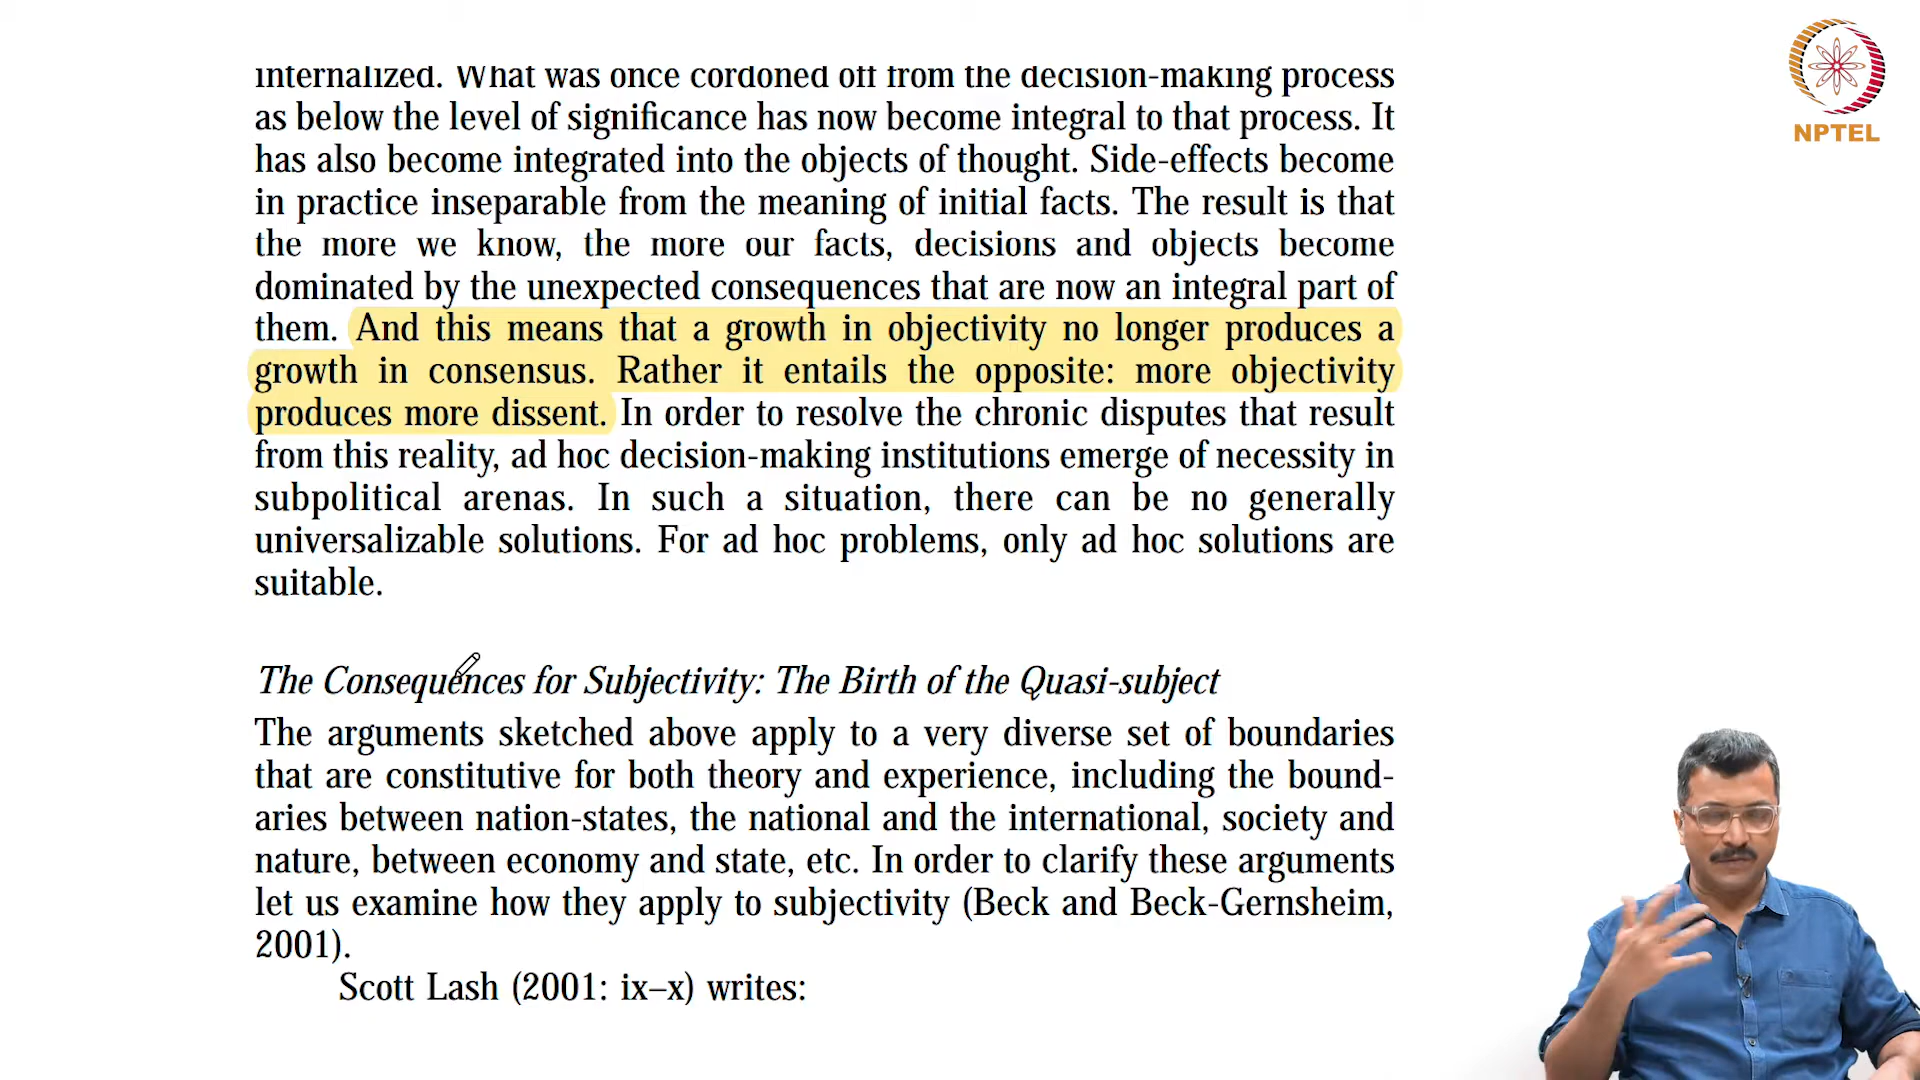 internalized. What was once cordoned off from the decision-making process
as below the level of significance has now become integral to that process. It
has also become integrated into the objects of thought. Side-effects become
in practice inseparable from the meaning of initial facts. The result is that
the more we know, the more our facts, decisions and objects become
dominated by the unexpected consequences that are now an integral part of
them. And this means that a growth in objectivity no longer produces a
growth in consensus. Rather it entails the opposite: more objectivity
produces more dissent. In order to resolve the chronic disputes that result
from this reality, ad hoc decision-making institutions emerge of necessity in
subpolitical arenas. In such a situation, there can be no generally
universalizable solutions. For ad hoc problems, only ad hoc solutions are
suitable.
The Consequences for Subjectivity: The Birth of the Quasi-subject
The arguments sketched above apply to a very diverse set of boundaries
that are constitutive for both theory and experience, including the bound-
aries between nation-states, the national and the international, society and
nature, between economy and state, etc. In order to clarify these arguments
let us examine how they apply to subjectivity (Beck and Beck-Gernsheim,
2001).
Scott Lash (2001: ix–x) writes:
NPTEL